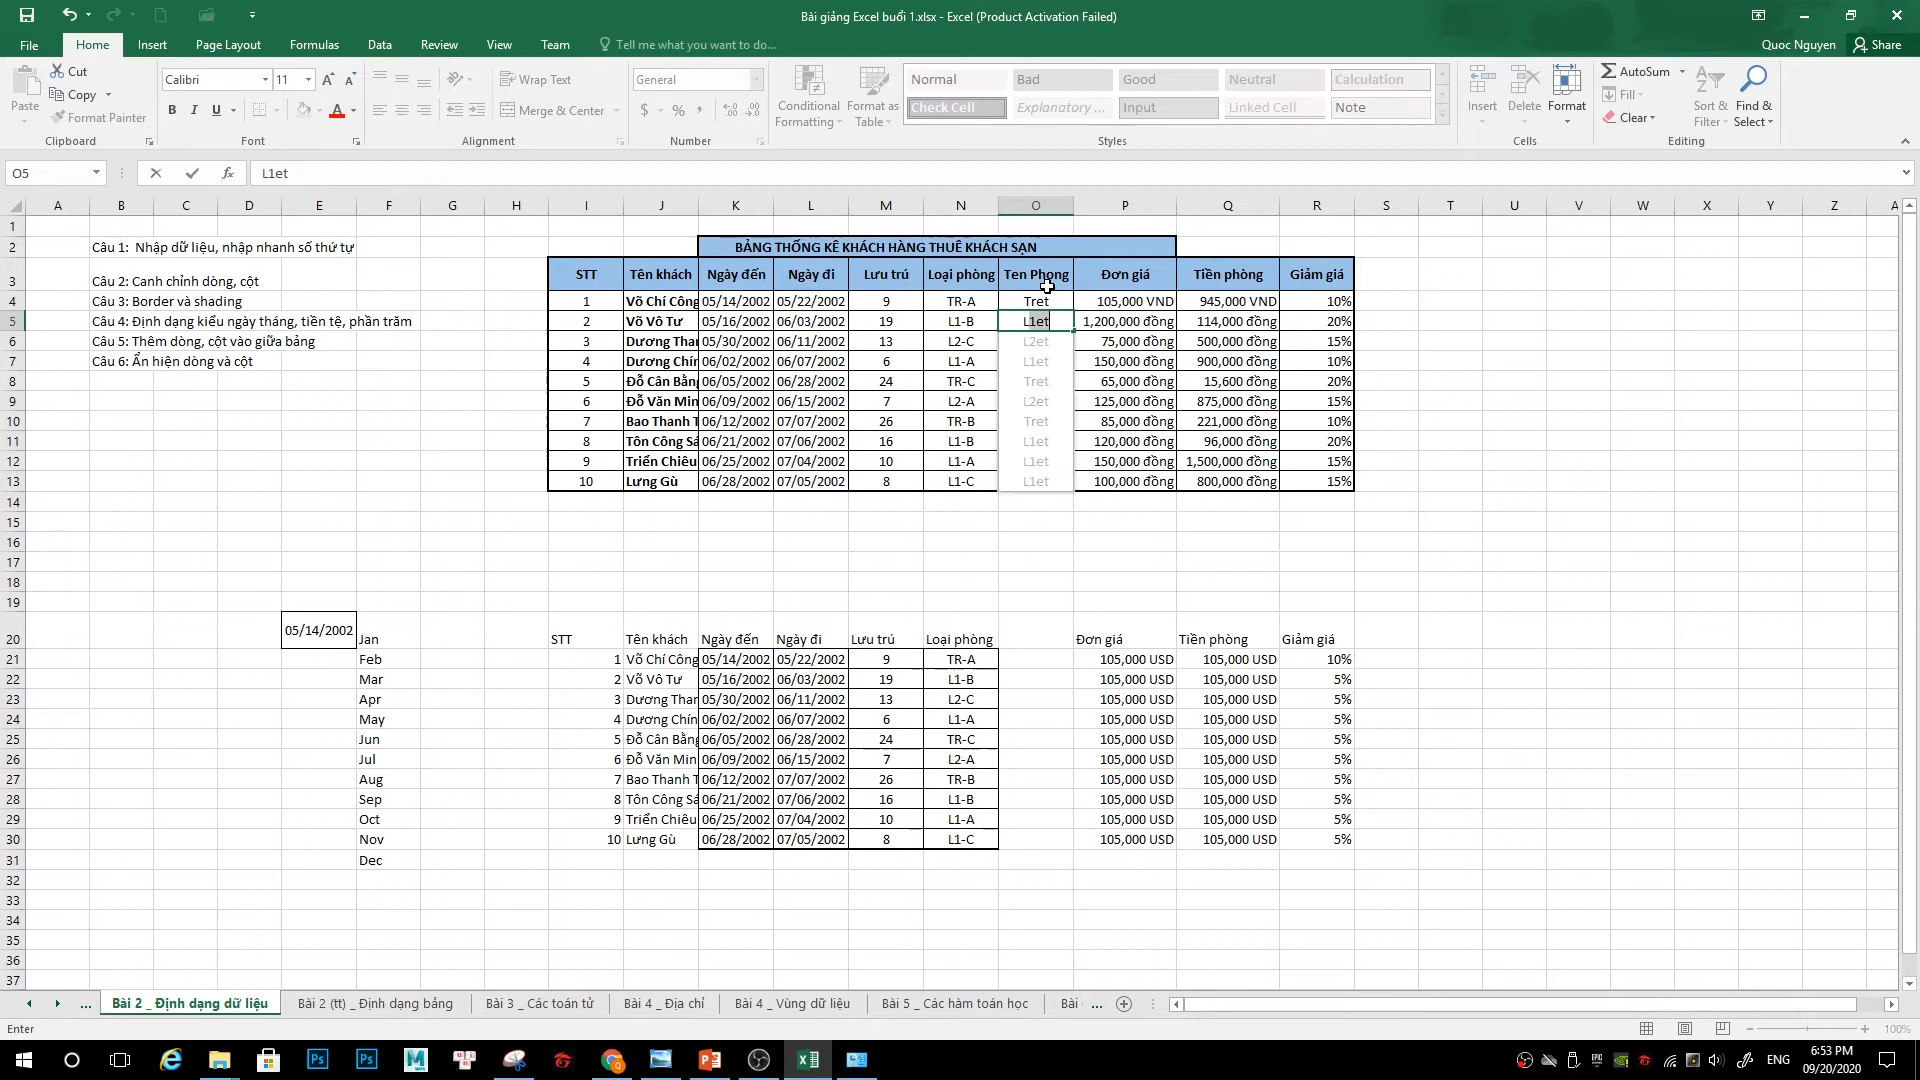 Bài giảng Excel buổi 1.xlsx - Excel (Product Activation Failed)
File Home Insert Page Layout Formulas Data Review View Team Tell me what you want to do... Quoc Nguyen Share
Paste Cut Copy Format Painter Clipboard
Calibri 11 B I U A Font
Wrap Text Merge & Center Alignment
General $ % Number
Conditional Formatting Format as Table
Normal Bad Good Neutral Calculation
Check Cell Explanatory ... Input Linked Cell Note
Styles
Insert Delete Format Cells
AutoSum Fill Clear Sort & Filter Find & Select Editing
O5 fx L1et
A B C D E F G H I J K L M N O P Q R S T U V W X Y Z
1
2 Câu 1: Nhập dữ liệu, nhập nhanh số thứ tự BẢNG THỐNG KÊ KHÁCH HÀNG THUÊ KHÁCH SẠN
3 Câu 2: Canh chỉnh dòng, cột STT Tên khách Ngày đến Ngày đi Lưu trú Loại phòng Ten Phong Đơn giá Tiền phòng Giảm giá
4 Câu 3: Border và shading 1 Võ Chí Công 05/14/2002 05/22/2002 9 TR-A Tret 105,000 VND 945,000 VND 10%
5 Câu 4: Định dạng kiểu ngày tháng, tiền tệ, phần trăm 2 Võ Vô Tư 05/16/2002 06/03/2002 19 L1-B L1et 1,200,000 đồng 114,000 đồng 20%
6 Câu 5: Thêm dòng, cột vào giữa bảng 3 Dương Than 05/30/2002 06/11/2002 13 L2-C L2et 75,000 đồng 500,000 đồng 15%
7 Câu 6: Ẩn hiện dòng và cột 4 Dương Chín 06/02/2002 06/07/2002 6 L1-A L1et 150,000 đồng 900,000 đồng 10%
8 5 Đỗ Cân Bằng 06/05/2002 06/28/2002 24 TR-C Tret 65,000 đồng 15,600 đồng 20%
9 6 Đỗ Văn Min 06/09/2002 06/15/2002 7 L2-A L2et 125,000 đồng 875,000 đồng 15%
10 7 Bao Thanh T 06/12/2002 07/07/2002 26 TR-B Tret 85,000 đồng 221,000 đồng 10%
11 8 Tôn Công Sá 06/21/2002 07/06/2002 16 L1-B L1et 120,000 đồng 96,000 đồng 20%
12 9 Triển Chiêu 06/25/2002 07/04/2002 10 L1-A L1et 150,000 đồng 1,500,000 đồng 15%
13 10 Lưng Gù 06/28/2002 07/05/2002 8 L1-C L1et 100,000 đồng 800,000 đồng 15%
14
15
16
17
18
19
20 05/14/2002 Jan STT Tên khách Ngày đến Ngày đi Lưu trú Loại phòng Đơn giá Tiền phòng Giảm giá
21 Feb 1 Võ Chí Công 05/14/2002 05/22/2002 9 TR-A 105,000 USD 105,000 USD 10%
22 Mar 2 Võ Vô Tư 05/16/2002 06/03/2002 19 L1-B 105,000 USD 105,000 USD 5%
23 Apr 3 Dương Than 05/30/2002 06/11/2002 13 L2-C 105,000 USD 105,000 USD 5%
24 May 4 Dương Chín 06/02/2002 06/07/2002 6 L1-A 105,000 USD 105,000 USD 5%
25 Jun 5 Đỗ Cân Bằng 06/05/2002 06/28/2002 24 TR-C 105,000 USD 105,000 USD 5%
26 Jul 6 Đỗ Văn Min 06/09/2002 06/15/2002 7 L2-A 105,000 USD 105,000 USD 5%
27 Aug 7 Bao Thanh T 06/12/2002 07/07/2002 26 TR-B 105,000 USD 105,000 USD 5%
28 Sep 8 Tôn Công Sá 06/21/2002 07/06/2002 16 L1-B 105,000 USD 105,000 USD 5%
29 Oct 9 Triển Chiêu 06/25/2002 07/04/2002 10 L1-A 105,000 USD 105,000 USD 5%
30 Nov 10 Lưng Gù 06/28/2002 07/05/2002 8 L1-C 105,000 USD 105,000 USD 5%
31 Dec
32
33
34
35
36
37
... Bài 2 _ Định dạng dữ liệu Bài 2 (tt) _ Định dạng bảng Bài 3 _ Các toán tử Bài 4 _ Địa chỉ Bài 4 _ Vùng dữ liệu Bài 5 _ Các hàm toán học Bài ...
Enter 100%
ENG 6:53 PM
09/20/2020